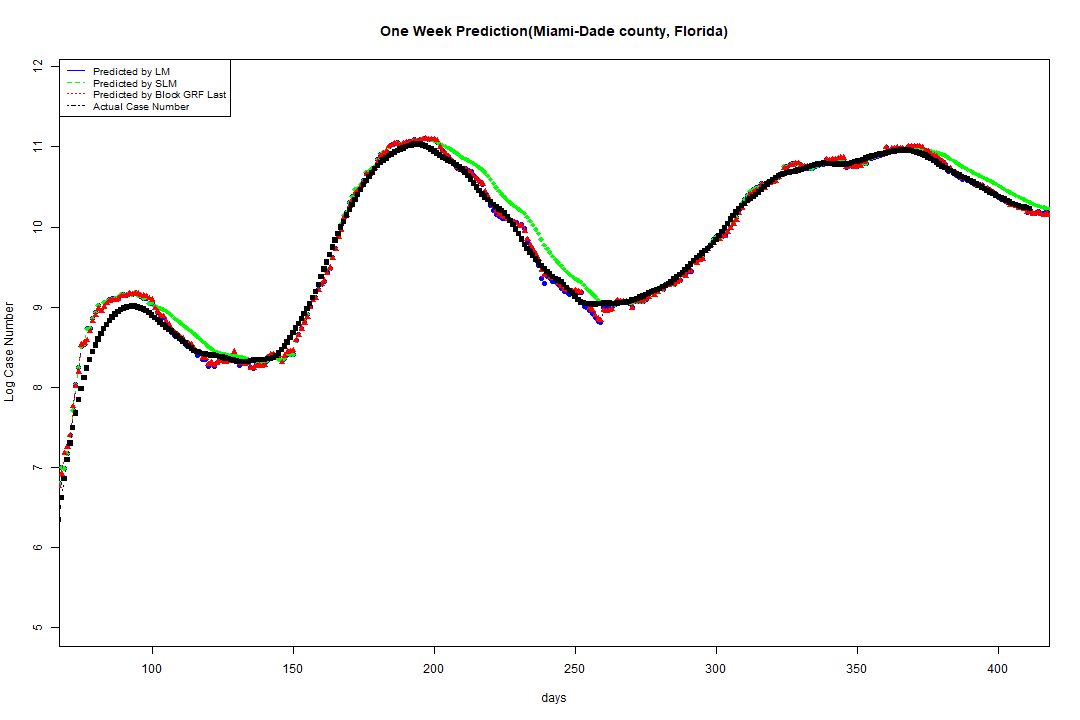 One Week Prediction(Miami-Dade county, Florida)
Predicted by LM
Predicted by SLM
Predicted by Block GRF Last
Actual Case Number
Log Case Number
12
11
10
9
8
7
6
5
100 150 200 250 300 350 400
days